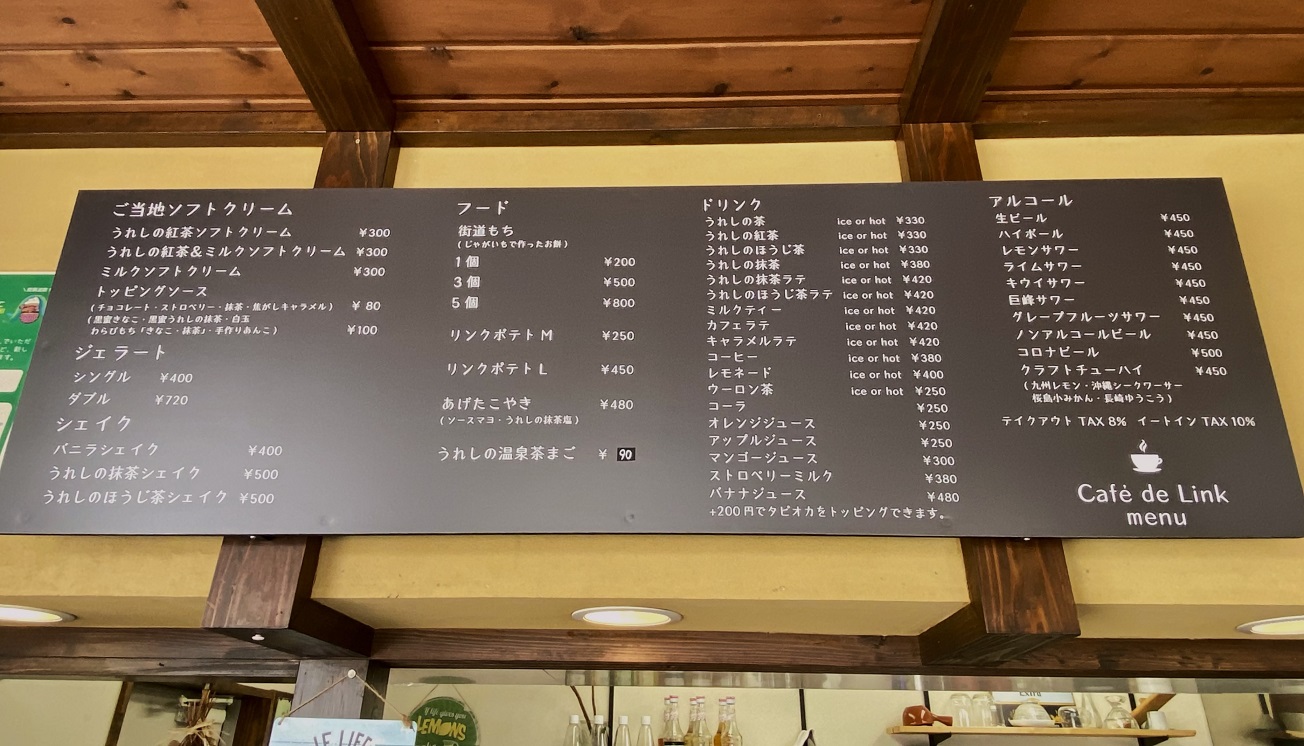 ご当地ソフトクリーム
うれしの紅茶ソフトクリーム ¥300
うれしの紅茶&ミルクソフトクリーム ¥300
ミルクソフトクリーム ¥300
トッピングソース
(チョコレート・ストロベリー・抹茶・焦がしキャラメル) ¥ 80
(黒蜜きなこ・黒蜜うれしの抹茶・白玉
わらびもち「きなこ・抹茶」・手作りあんこ) ¥100
ジェラート
シングル ¥400
ダブル ¥720
シェイク
バニラシェイク ¥400
うれしの抹茶シェイク ¥500
うれしのほうじ茶シェイク ¥500
フード
街道もち
(じゃがいもで作ったお餅)
1個 ¥200
3個 ¥500
5個 ¥800
リンクポテト M ¥250
リンクポテト L ¥450
あげたこやき ¥480
(ソースマヨ・うれしの抹茶塩)
うれしの温泉茶まご ¥ 90
ドリンク
うれしの茶 ice or hot ¥330
うれしの紅茶 ice or hot ¥330
うれしのほうじ茶 ice or hot ¥330
うれしの抹茶 ice or hot ¥380
うれしの抹茶ラテ ice or hot ¥420
うれしのほうじ茶ラテ ice or hot ¥420
ミルクティー ice or hot ¥420
カフェラテ ice or hot ¥420
キャラメルラテ ice or hot ¥420
コーヒー ice or hot ¥380
レモネード ice or hot ¥400
ウーロン茶 ice or hot ¥250
コーラ ¥250
オレンジジュース ¥250
アップルジュース ¥250
マンゴージュース ¥300
ストロベリーミルク ¥380
バナナジュース ¥480
+200円でタピオカをトッピングできます。
アルコール
生ビール ¥450
ハイボール ¥450
レモンサワー ¥450
ライムサワー ¥450
キウイサワー ¥450
巨峰サワー ¥450
グレープフルーツサワー ¥450
ノンアルコールビール ¥450
コロナビール ¥500
クラフトチューハイ ¥450
(九州レモン・沖縄シークワーサー
桜島小みかん・長崎ゆうこう)
テイクアウト TAX 8% イートイン TAX 10%
Café de Link
menu
If life gives you
LEMONS
IF LIFE